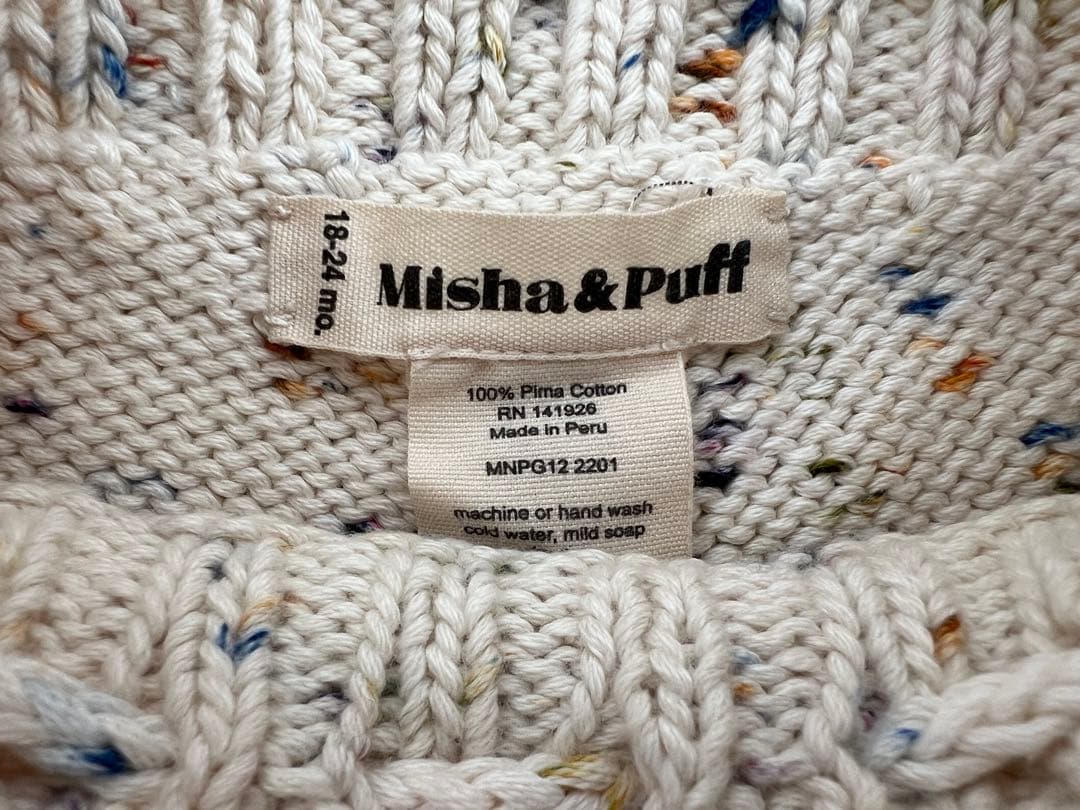 18-24 mo.
Misha & Puff
100% Pima Cotton
RN 141926
Made in Peru
MNPG12 2201
machine or hand wash
cold water, mild soap